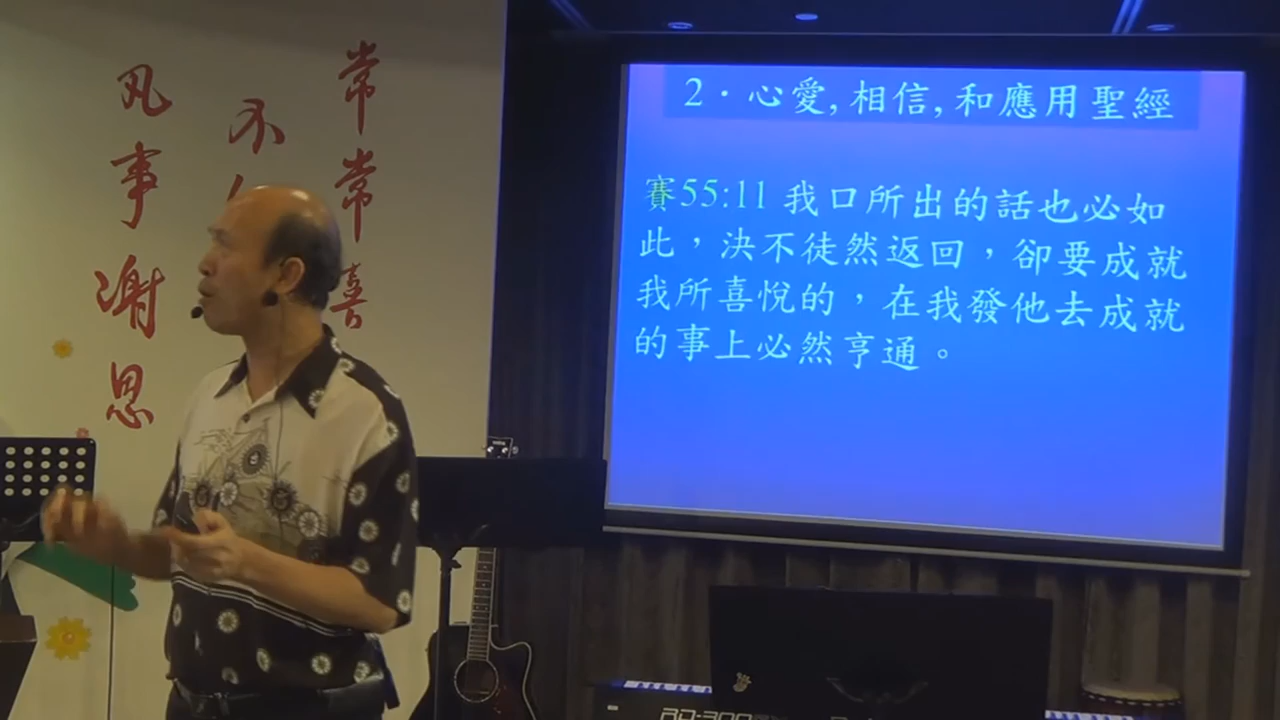 常常喜
不
凡事谢恩
2·心愛,相信,和應用聖經
賽55:11 我口所出的話也必如
此，決不徒然返回，卻要成就
我所喜悅的，在我發他去成就
的事上必然亨通。